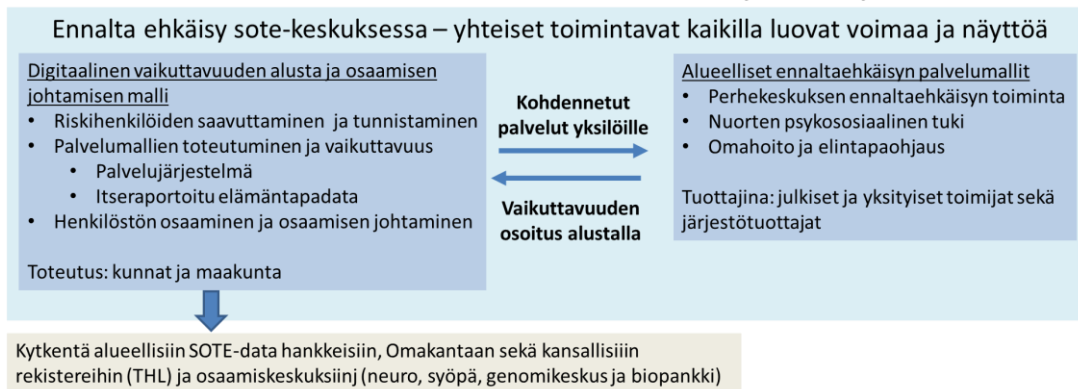 Ennalta ehkäisy sote-keskuksessa – yhteiset toimintavat kaikilla luovat voimaa ja näyttöä
Digitaalinen vaikuttavuuden alusta ja osaamisen
johtamisen malli
• Riskihenkilöiden saavuttaminen ja tunnistaminen
• Palvelumallien toteutuminen ja vaikuttavuus
• Palvelujärjestelmä
• Itseraportoitu elämäntapadata
• Henkilöstön osaaminen ja osaamisen johtaminen
Toteutus: kunnat ja maakunta
Kohdennetut
palvelut yksilöille
Vaikuttavuuden
osoitus alustalla
Alueelliset ennaltaehkäisyn palvelumallit
• Perhekeskuksen ennaltaehkäisyn toiminta
• Nuorten psykososiaalinen tuki
• Omahoito ja elintapaohjaus
Tuottajina: julkiset ja yksityiset toimijat sekä
järjestötuottajat
Kytkentä alueellisiin SOTE-data hankkeisiin, Omakantaan sekä kansallisiiin
rekistereihin (THL) ja osaamiskeskuksiinj (neuro, syöpä, genomikeskus ja biopankki)